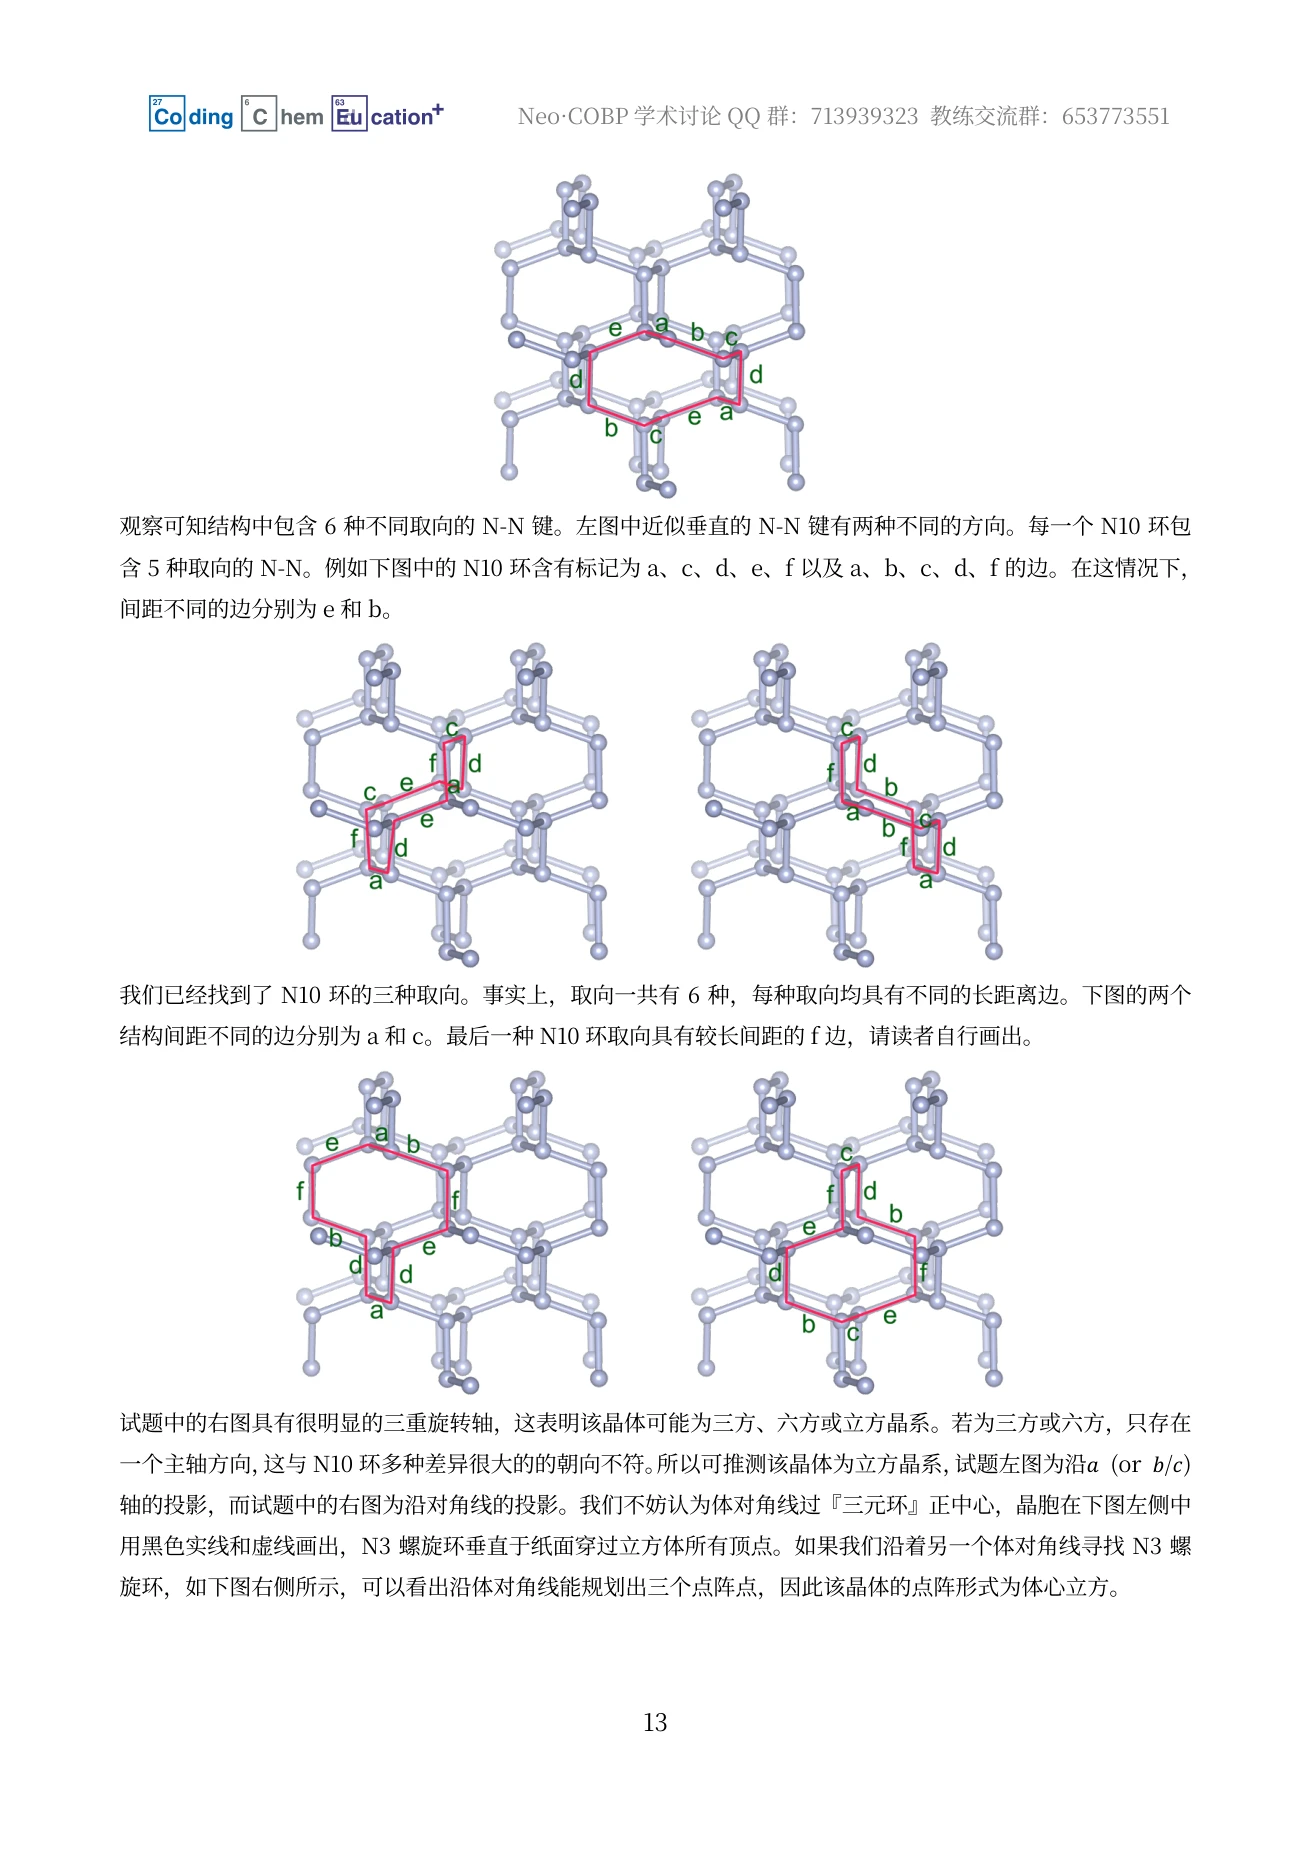 27 Co ding 6 C hem 63 Eu cation+ Neo·COBP 学术讨论 QQ 群：713939323 教练交流群：653773551
e a b c
d d
b c e a
观察可知结构中包含 6 种不同取向的 N-N 键。左图中近似垂直的 N-N 键有两种不同的方向。每一个 N10 环包
含 5 种取向的 N-N。例如下图中的 N10 环含有标记为 a、c、d、e、f 以及 a、b、c、d、f 的边。在这情况下，
间距不同的边分别为 e 和 b。
c c
f d f d
c e a b
e a b c
f d f d
a a
我们已经找到了 N10 环的三种取向。事实上，取向一共有 6 种，每种取向均具有不同的长距离边。下图的两个
结构间距不同的边分别为 a 和 c。最后一种 N10 环取向具有较长间距的 f 边，请读者自行画出。
e a b c
f f f d
b e e b
d d d f
a b c e
试题中的右图具有很明显的三重旋转轴，这表明该晶体可能为三方、六方或立方晶系。若为三方或六方，只存在
一个主轴方向，这与 N10 环多种差异很大的的朝向不符。所以可推测该晶体为立方晶系，试题左图为沿a (or b/c)
轴的投影，而试题中的右图为沿对角线的投影。我们不妨认为体对角线过『三元环』正中心，晶胞在下图左侧中
用黑色实线和虚线画出，N3 螺旋环垂直于纸面穿过立方体所有顶点。如果我们沿着另一个体对角线寻找 N3 螺
旋环，如下图右侧所示，可以看出沿体对角线能规划出三个点阵点，因此该晶体的点阵形式为体心立方。
13